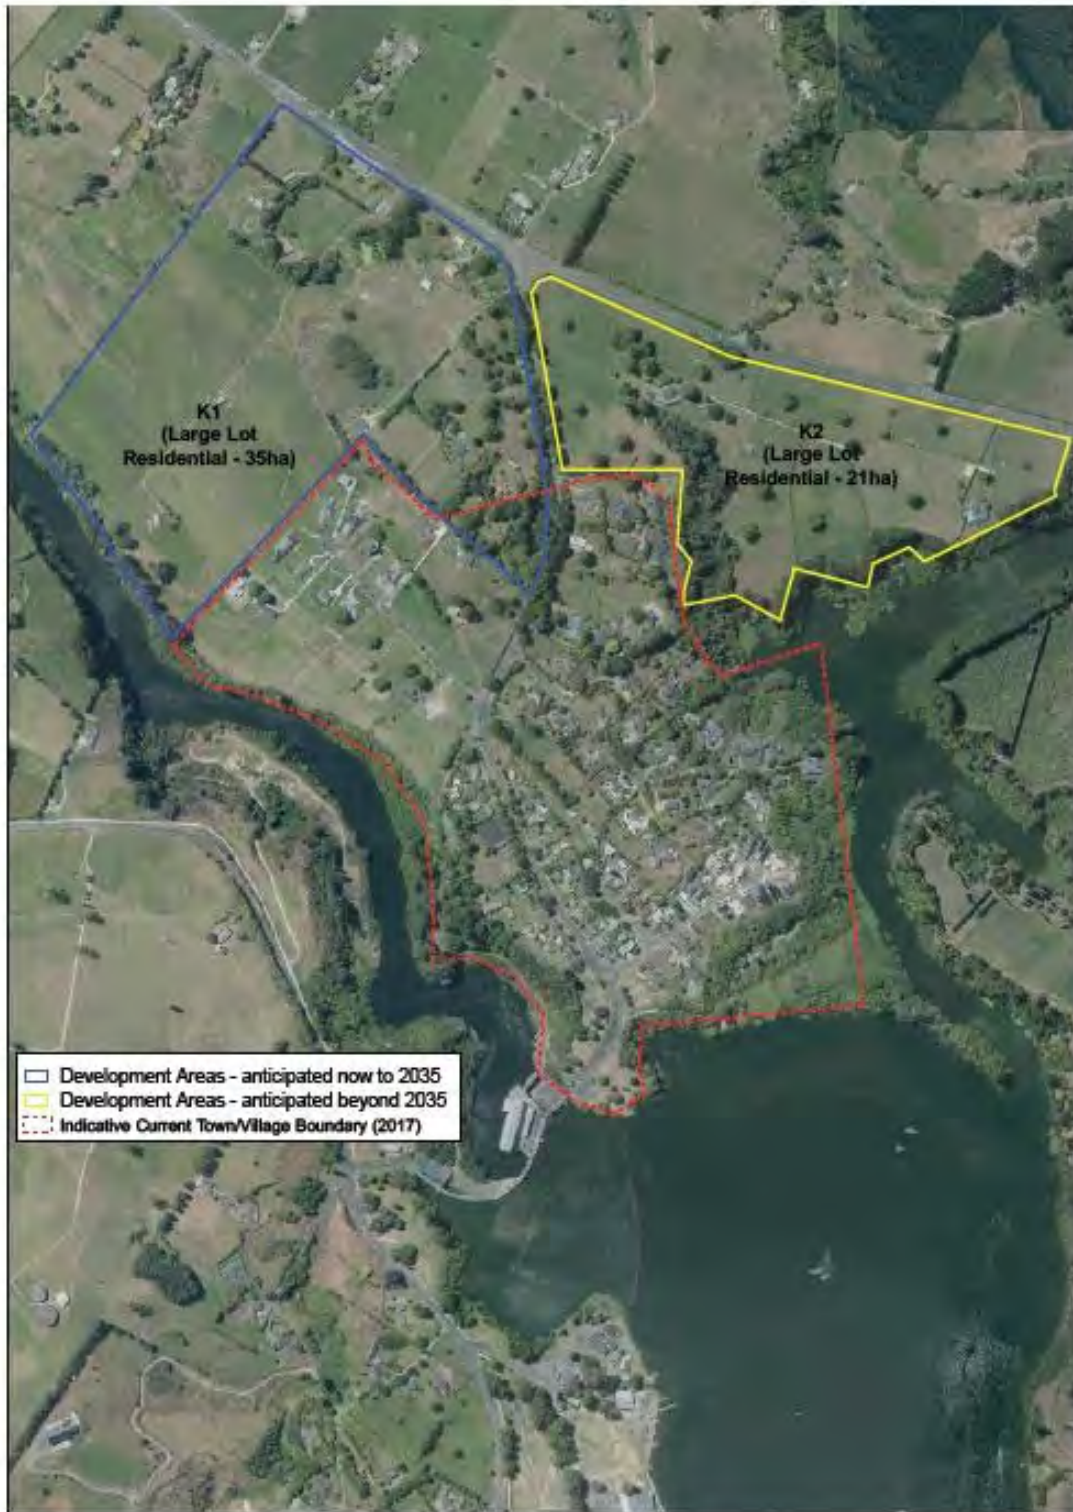 K1
(Large Lot
Residential - 35ha)
K2
(Large Lot
Residential - 21ha)
Development Areas - anticipated now to 2035
Development Areas - anticipated beyond 2035
Indicative Current Town/Village Boundary (2017)